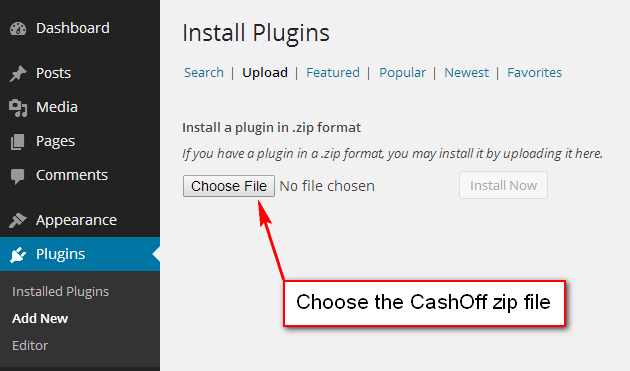 Dashboard
Posts
Media
Pages
Comments
Appearance
Plugins
Installed Plugins
Add New
Editor
Install Plugins
Search | Upload | Featured | Popular | Newest | Favorites
Install a plugin in .zip format
If you have a plugin in a .zip format, you may install it by uploading it here.
Choose File No file chosen Install Now
Choose the CashOff zip file